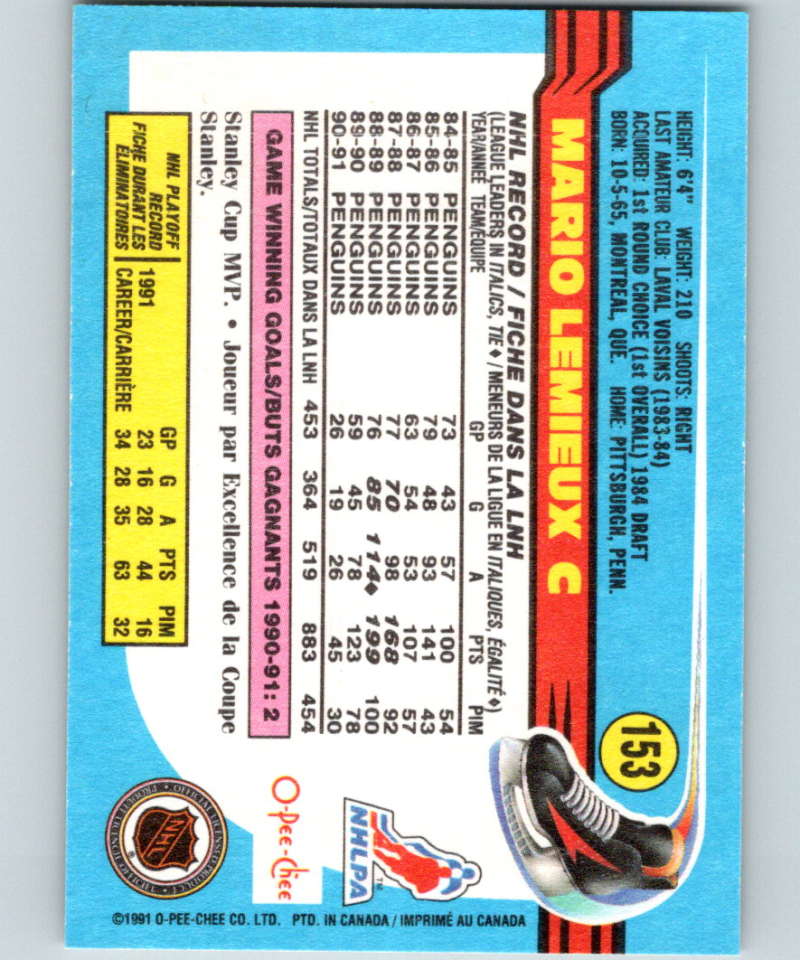 153
HEIGHT: 6'4" WEIGHT: 210 SHOOTS: RIGHT
LAST AMATEUR CLUB: LAVAL VOISINS (1983-84)
ACQUIRED: 1st ROUND CHOICE (1st OVERALL) 1984 DRAFT
BORN: 10-5-65, MONTREAL, QUE. HOME: PITTSBURGH, PENN.
MARIO LEMIEUX C
NHL RECORD / FICHE DANS LA LNH
(LEAGUE LEADERS IN ITALICS, TIE ♦ / MENEURS DE LA LIGUE EN ITALIQUES, ÉGALITÉ ♦)
YEAR/ANNÉE TEAM/ÉQUIPE GP G A PTS PIM
84-85 PENGUINS 73 43 57 100 54
85-86 PENGUINS 79 48 93 141 43
86-87 PENGUINS 63 54 53 107 57
87-88 PENGUINS 77 70 98 168 92
88-89 PENGUINS 76 85 114♦ 199 100
89-90 PENGUINS 59 45 78 123 78
90-91 PENGUINS 26 19 26 45 30
NHL TOTALS/TOTAUX DANS LA LNH 453 364 519 883 454
GAME WINNING GOALS/BUTS GAGNANTS 1990-91: 2
Stanley Cup MVP. • Joueur par Excellence de la Coupe
Stanley.
NHL PLAYOFF RECORD
FICHE DURANT LES ÉLIMINATOIRES
GP G A PTS PIM
1991 23 16 28 44 16
CAREER/CARRIÈRE 34 28 35 63 32
NHLPA ™
O-Pee-Chee
OFFICIAL LICENSED PRODUCT • PRODUIT OFFICIEL
NHL ®
©1991 O-PEE-CHEE CO. LTD. PTD. IN CANADA / IMPRIMÉ AU CANADA